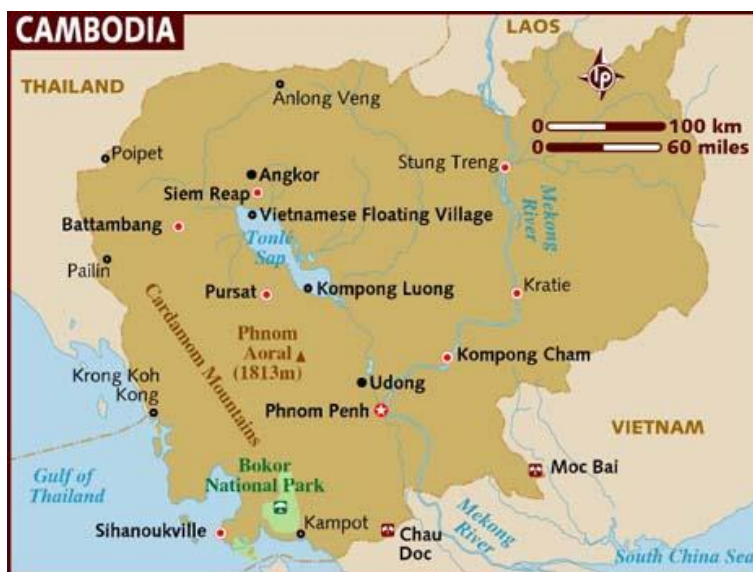 CAMBODIA
LAOS
THAILAND
lp
Anlong Veng
0 100 km
0 60 miles
Poipet
Stung Treng
Angkor
Siem Reap
Mekong
River
Vietnamese Floating Village
Battambang
Tonlé
Sap
Pailin
Pursat
Kompong Luong
Kratie
Cardamom Mountains
Phnom
Aoral
(1813m)
Kompong Cham
Krong Koh
Kong
Udong
Phnom Penh
VIETNAM
Bokor
National Park
Moc Bai
Gulf of
Thailand
Sihanoukville
Kampot
Chau
Doc
Mekong
River
South China Sea